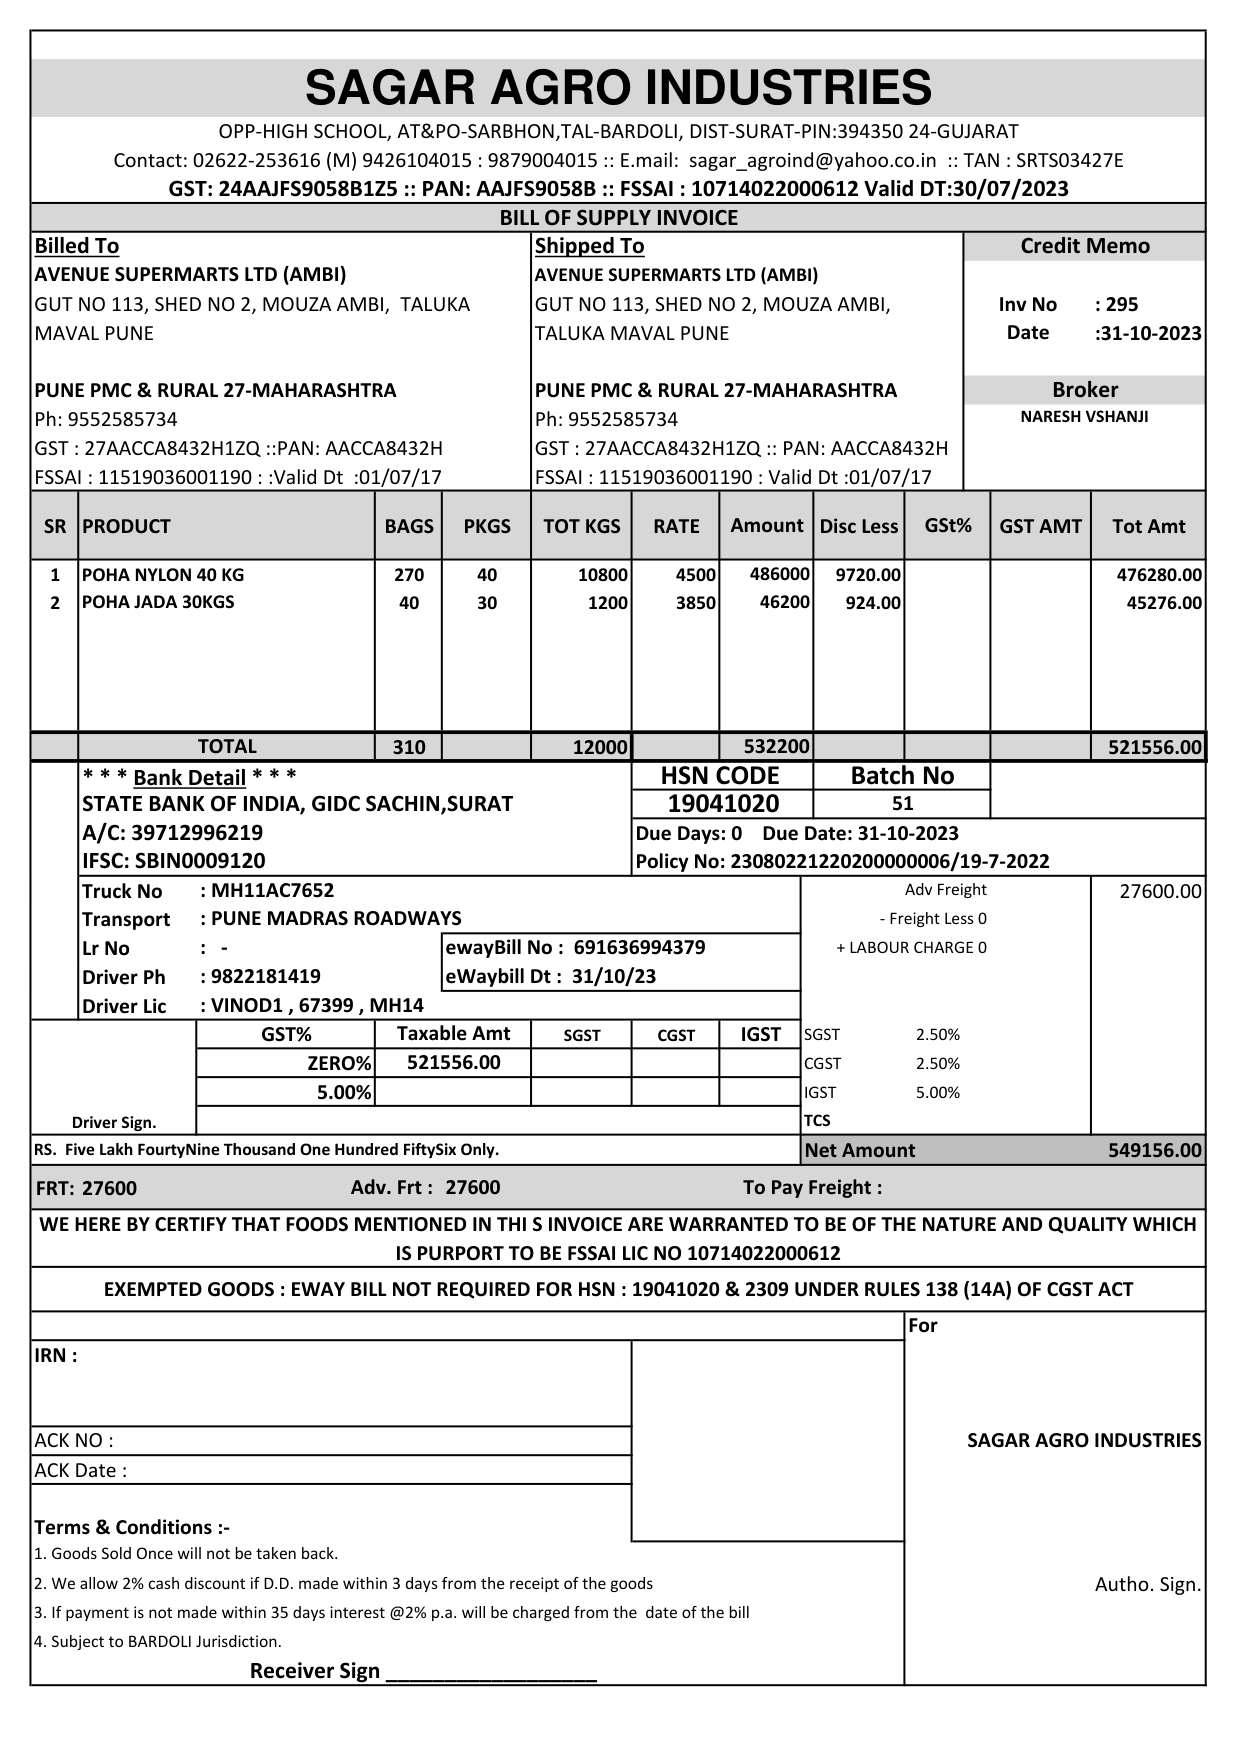 SAGAR AGRO INDUSTRIES
OPP-HIGH SCHOOL, AT&PO-SARBHON,TAL-BARDOLI, DIST-SURAT-PIN:394350 24-GUJARAT
Contact: 02622-253616 (M) 9426104015 : 9879004015 :: E.mail: sagar_agroind@yahoo.co.in :: TAN : SRTS03427E
GST: 24AAJFS9058B1Z5 :: PAN: AAJFS9058B :: FSSAI : 10714022000612 Valid DT:30/07/2023
BILL OF SUPPLY INVOICE
Billed To
AVENUE SUPERMARTS LTD (AMBI)
GUT NO 113, SHED NO 2, MOUZA AMBI, TALUKA
MAVAL PUNE
PUNE PMC & RURAL 27-MAHARASHTRA
Ph: 9552585734
GST : 27AACCA8432H1ZQ ::PAN: AACCA8432H
FSSAI : 11519036001190 : :Valid Dt :01/07/17
Shipped To
AVENUE SUPERMARTS LTD (AMBI)
GUT NO 113, SHED NO 2, MOUZA AMBI,
TALUKA MAVAL PUNE
PUNE PMC & RURAL 27-MAHARASHTRA
Ph: 9552585734
GST : 27AACCA8432H1ZQ :: PAN: AACCA8432H
FSSAI : 11519036001190 : Valid Dt :01/07/17
Credit Memo
Inv No : 295
Date :31-10-2023
Broker
NARESH VSHANJI
SR PRODUCT BAGS PKGS TOT KGS RATE Amount Disc Less GSt% GST AMT Tot Amt
1 POHA NYLON 40 KG 270 40 10800 4500 486000 9720.00 476280.00
2 POHA JADA 30KGS 40 30 1200 3850 46200 924.00 45276.00
TOTAL 310 12000 532200 521556.00
* * * Bank Detail * * *
STATE BANK OF INDIA, GIDC SACHIN,SURAT
A/C: 39712996219
IFSC: SBIN0009120
HSN CODE Batch No
19041020 51
Due Days: 0 Due Date: 31-10-2023
Policy No: 23080221220200000006/19-7-2022
Truck No : MH11AC7652
Transport : PUNE MADRAS ROADWAYS
Lr No : -
Driver Ph : 9822181419
Driver Lic : VINOD1 , 67399 , MH14
ewayBill No : 691636994379
eWaybill Dt : 31/10/23
Adv Freight 27600.00
- Freight Less 0
+ LABOUR CHARGE 0
GST% Taxable Amt SGST CGST IGST
ZERO% 521556.00
5.00%
Driver Sign.
SGST 2.50%
CGST 2.50%
IGST 5.00%
TCS
RS. Five Lakh FourtyNine Thousand One Hundred FiftySix Only.
Net Amount 549156.00
FRT: 27600 Adv. Frt : 27600 To Pay Freight :
WE HERE BY CERTIFY THAT FOODS MENTIONED IN THI S INVOICE ARE WARRANTED TO BE OF THE NATURE AND QUALITY WHICH
IS PURPORT TO BE FSSAI LIC NO 10714022000612
EXEMPTED GOODS : EWAY BILL NOT REQUIRED FOR HSN : 19041020 & 2309 UNDER RULES 138 (14A) OF CGST ACT
For
IRN :
ACK NO :
SAGAR AGRO INDUSTRIES
ACK Date :
Terms & Conditions :-
1. Goods Sold Once will not be taken back.
2. We allow 2% cash discount if D.D. made within 3 days from the receipt of the goods
Autho. Sign.
3. If payment is not made within 35 days interest @2% p.a. will be charged from the date of the bill
4. Subject to BARDOLI Jurisdiction.
Receiver Sign __________________